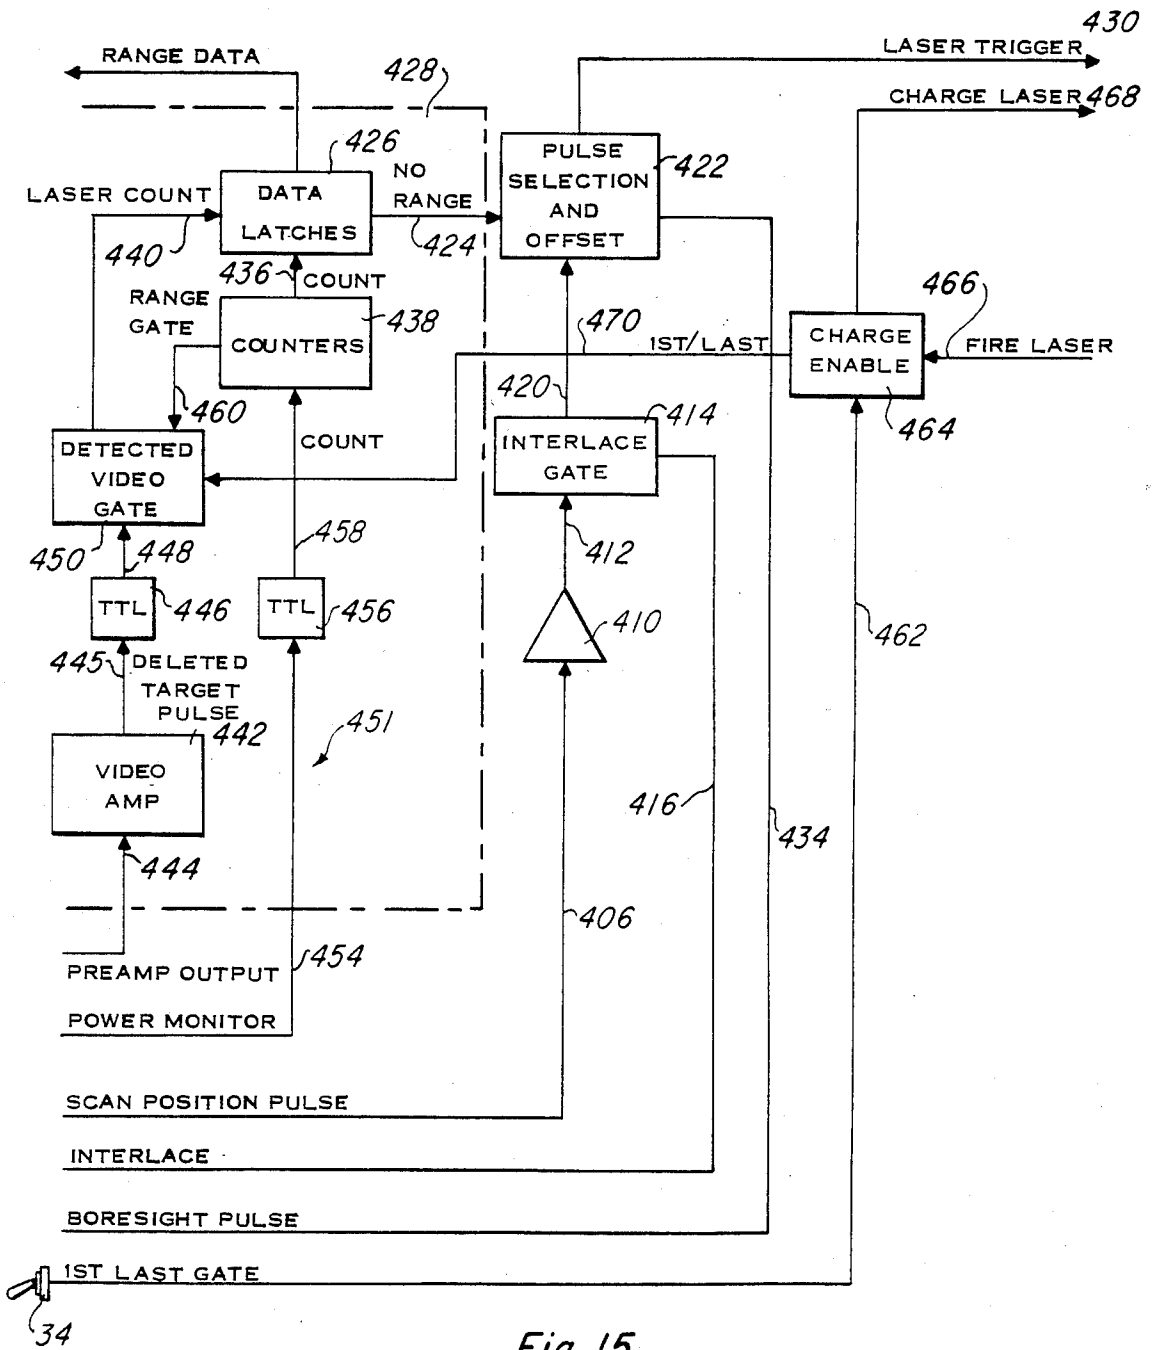 430
LASER TRIGGER
RANGE DATA
428
CHARGE LASER 468
426
PULSE
SELECTION
AND
OFFSET
422
NO
RANGE
424
DATA
LATCHES
LASER COUNT
440
436
COUNT
RANGE
GATE
438
COUNTERS
470
1ST/LAST
466
CHARGE
ENABLE
FIRE LASER
464
460
420
414
INTERLACE
GATE
COUNT
DETECTED
VIDEO
GATE
450
448
458
412
TTL
446
TTL
456
410
462
445
DELETED
TARGET
PULSE
442
451
VIDEO
AMP
416
434
444
406
454
PREAMP OUTPUT
POWER MONITOR
SCAN POSITION PULSE
INTERLACE
BORESIGHT PULSE
1ST LAST GATE
34
Fig. 15